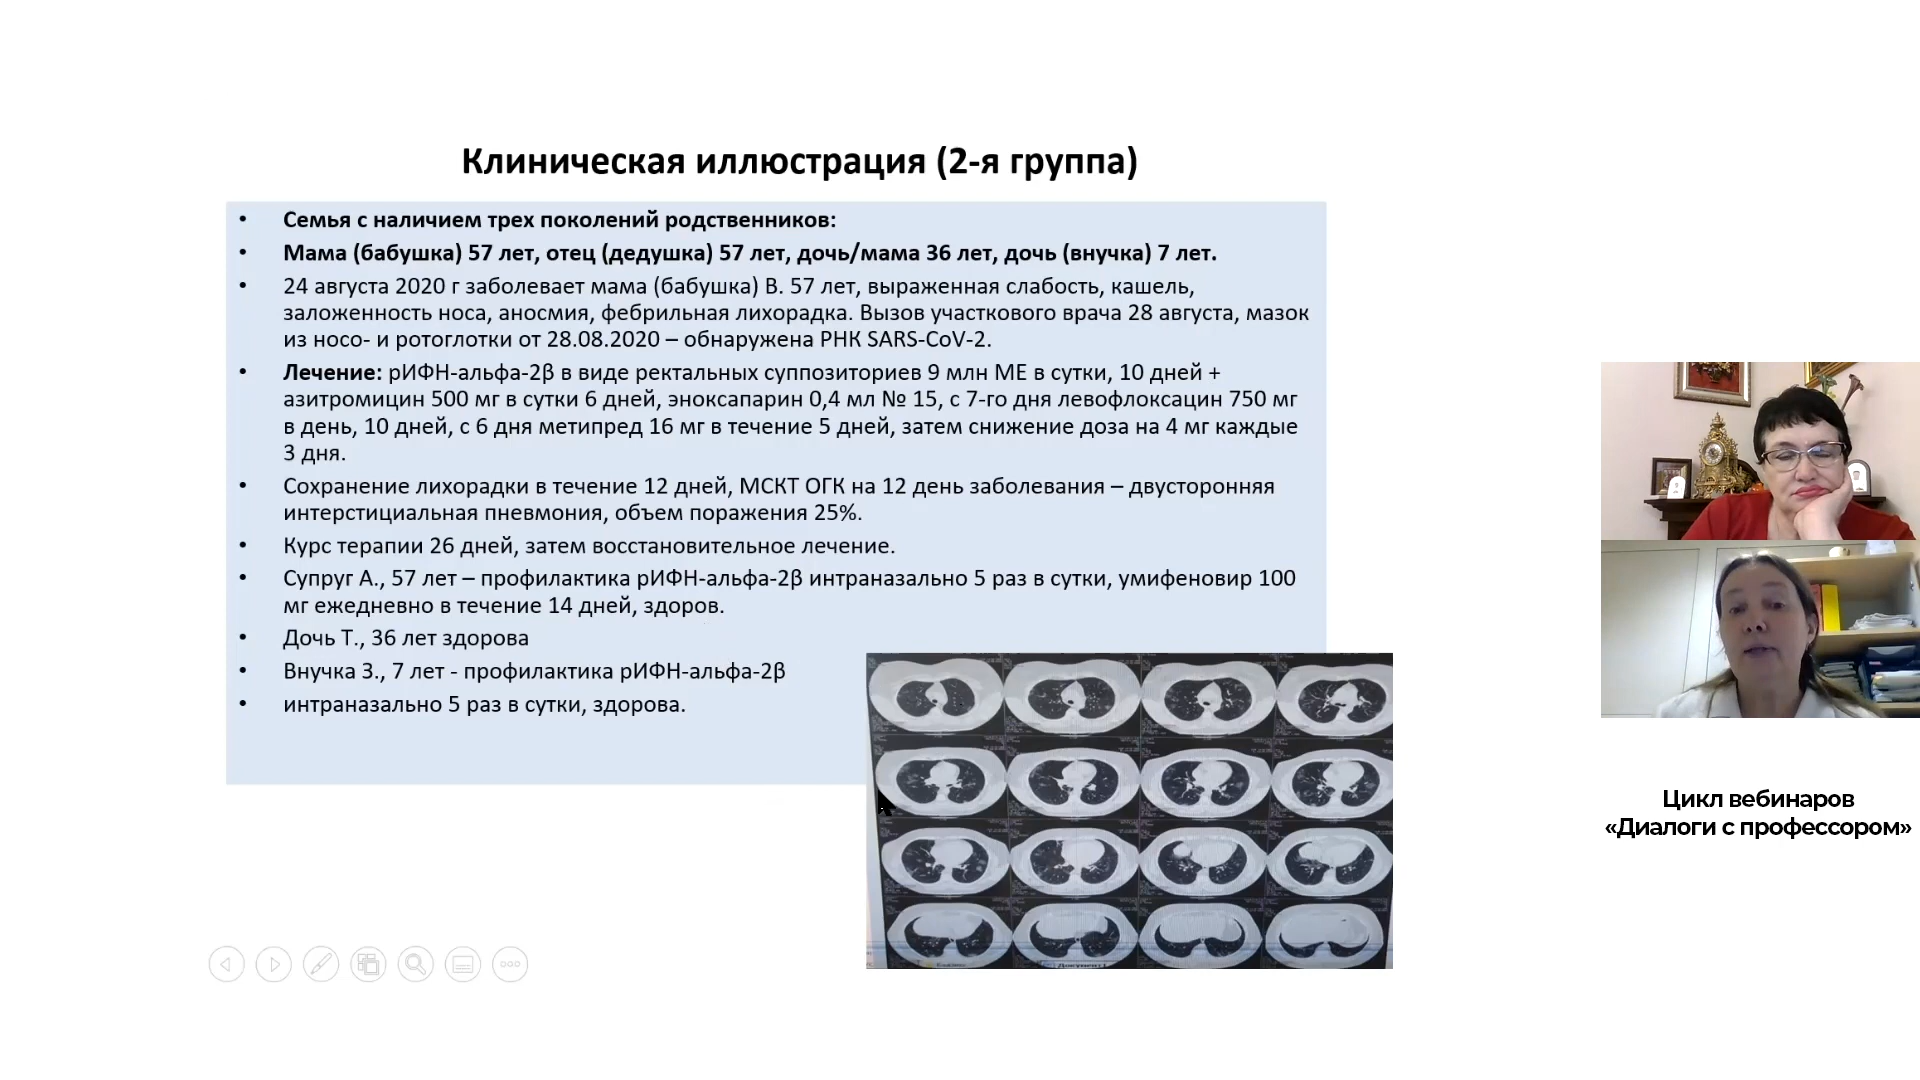 Клиническая иллюстрация (2-я группа)
• Семья с наличием трех поколений родственников:
• Мама (бабушка) 57 лет, отец (дедушка) 57 лет, дочь/мама 36 лет, дочь (внучка) 7 лет.
• 24 августа 2020 г заболевает мама (бабушка) В. 57 лет, выраженная слабость, кашель,
заложенность носа, аносмия, фебрильная лихорадка. Вызов участкового врача 28 августа, мазок
из носо- и ротоглотки от 28.08.2020 – обнаружена РНК SARS-CoV-2.
• Лечение: рИФН-альфа-2β в виде ректальных суппозиториев 9 млн МЕ в сутки, 10 дней +
азитромицин 500 мг в сутки 6 дней, эноксапарин 0,4 мл № 15, с 7-го дня левофлоксацин 750 мг
в день, 10 дней, с 6 дня метипред 16 мг в течение 5 дней, затем снижение доза на 4 мг каждые
3 дня.
• Сохранение лихорадки в течение 12 дней, МСКТ ОГК на 12 день заболевания – двусторонняя
интерстициальная пневмония, объем поражения 25%.
• Курс терапии 26 дней, затем восстановительное лечение.
• Супруг А., 57 лет – профилактика рИФН-альфа-2β интраназально 5 раз в сутки, умифеновир 100
мг ежедневно в течение 14 дней, здоров.
• Дочь Т., 36 лет здорова
• Внучка З., 7 лет - профилактика рИФН-альфа-2β
• интраназально 5 раз в сутки, здорова.
Цикл вебинаров
«Диалоги с профессором»